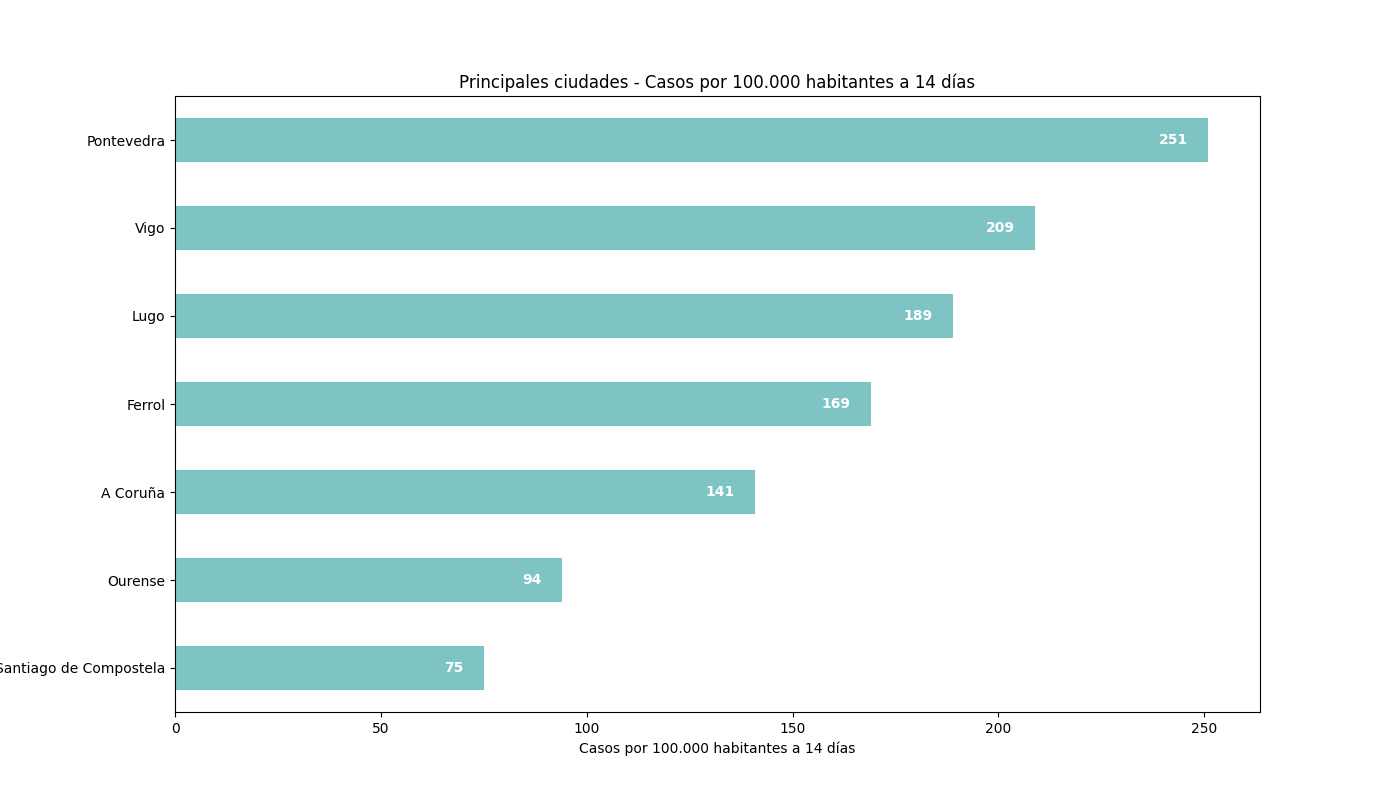 Principales ciudades - Casos por 100.000 habitantes a 14 días
Pontevedra 251
Vigo 209
Lugo 189
Ferrol 169
A Coruña 141
Ourense 94
Santiago de Compostela 75
0 50 100 150 200 250
Casos por 100.000 habitantes a 14 días